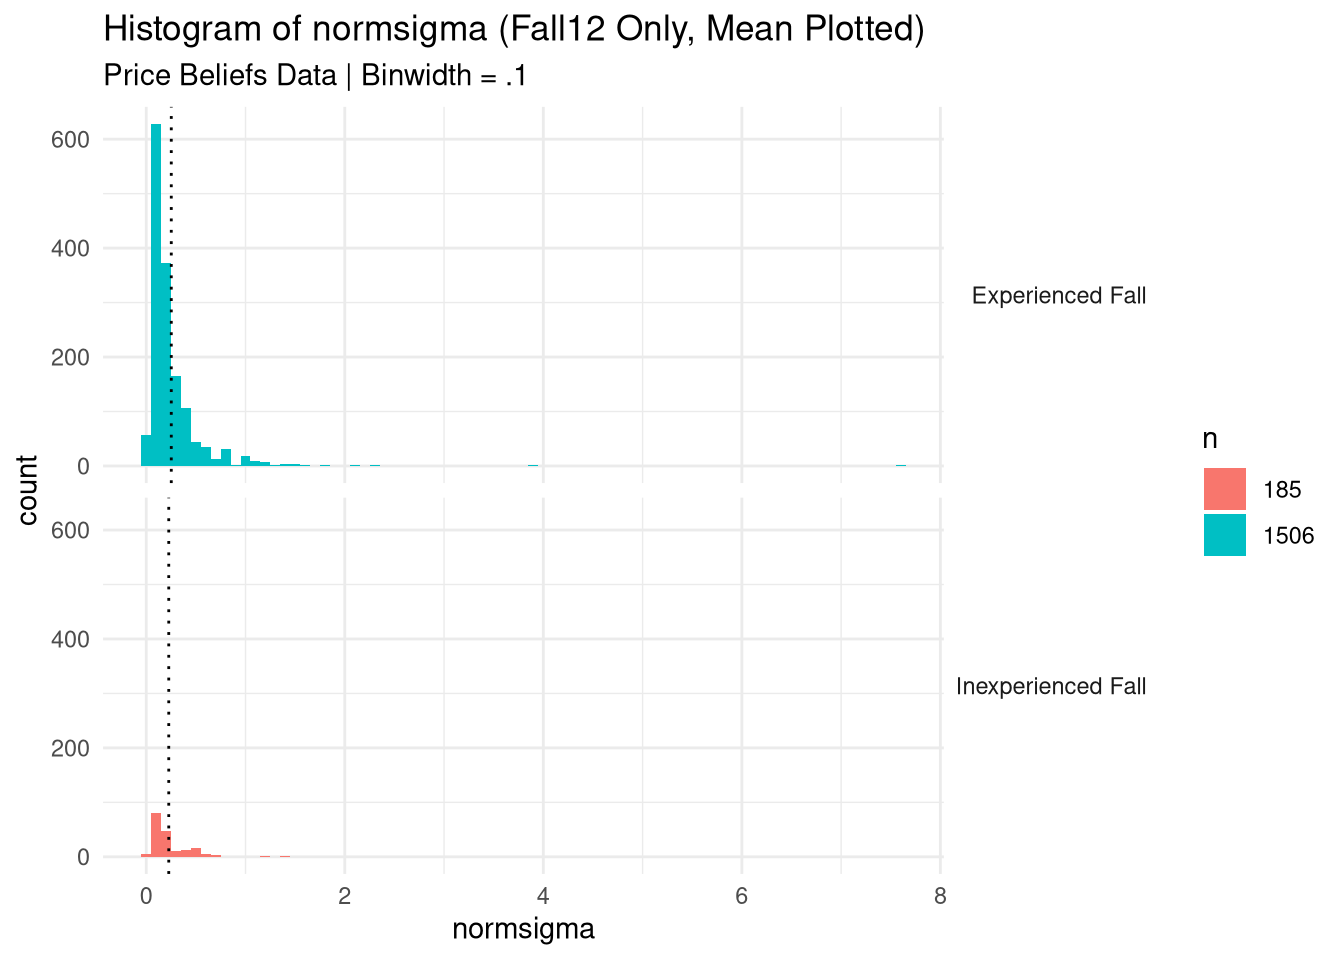 Histogram of normsigma (Fall12 Only, Mean Plotted)
Price Beliefs Data | Binwidth = .1
600
400
200
0
Experienced Fall
600
400
200
0
Inexperienced Fall
0 2 4 6 8
normsigma
count
n
185
1506